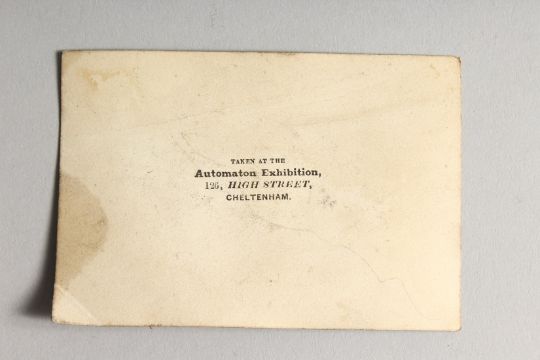 TAKEN AT THE
Automaton Exhibition,
126, HIGH STREET,
CHELTENHAM.